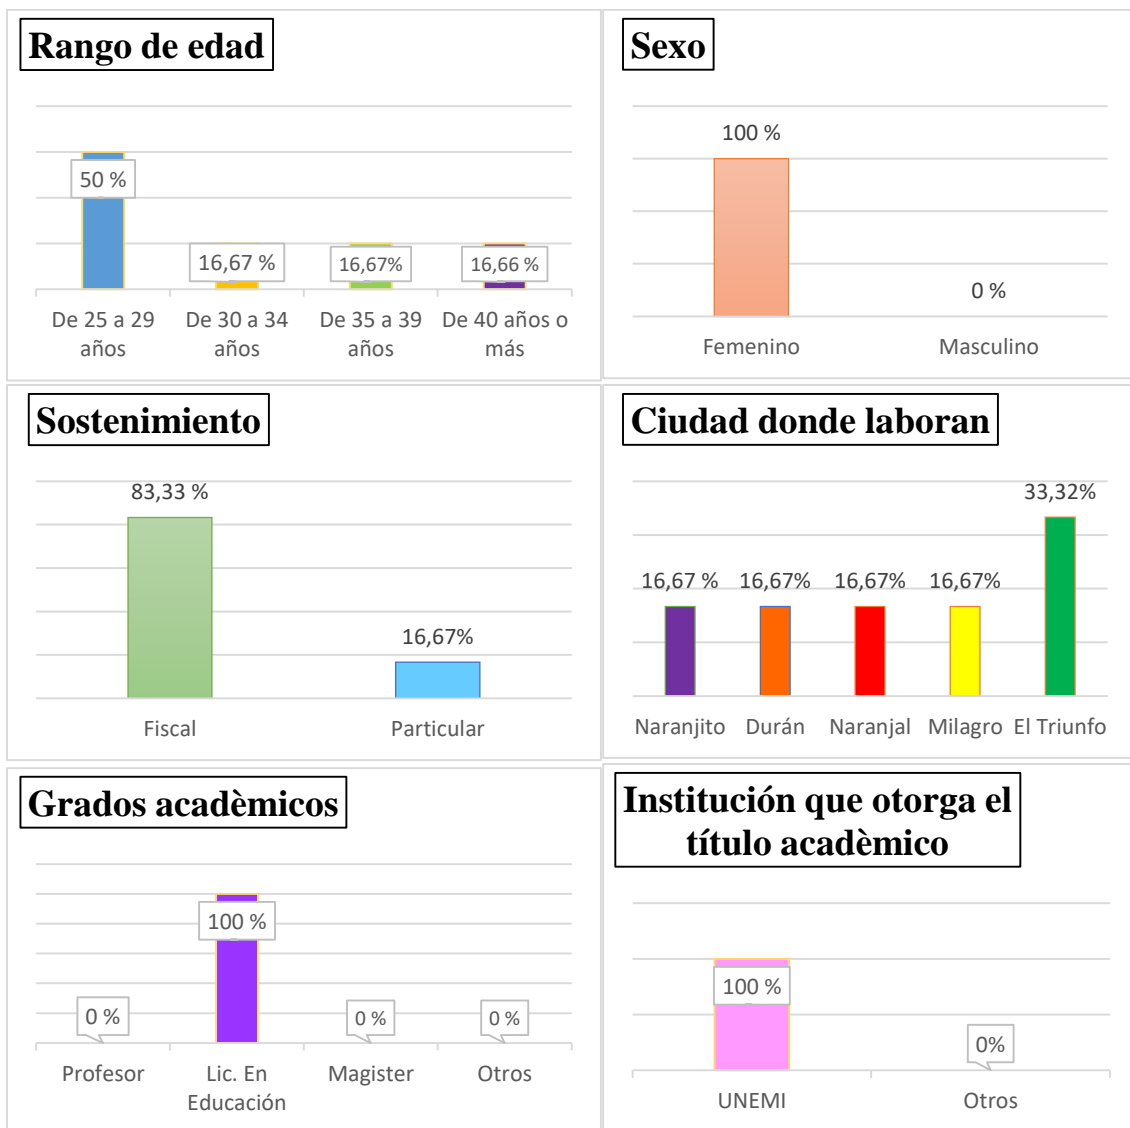 Rango de edad
50 %
16,67 %
16,67%
16,66 %
De 25 a 29
años
De 30 a 34
años
De 35 a 39
años
De 40 años o
más
Sexo
100 %
0 %
Femenino
Masculino
Sostenimiento
83,33 %
16,67%
Fiscal
Particular
Ciudad donde laboran
16,67 %
16,67%
16,67%
16,67%
33,32%
Naranjito
Durán
Naranjal
Milagro
El Triunfo
Grados acadèmicos
0 %
100 %
0 %
0 %
Profesor
Lic. En
Educación
Magister
Otros
Institución que otorga el
título acadèmico
100 %
0%
UNEMI
Otros